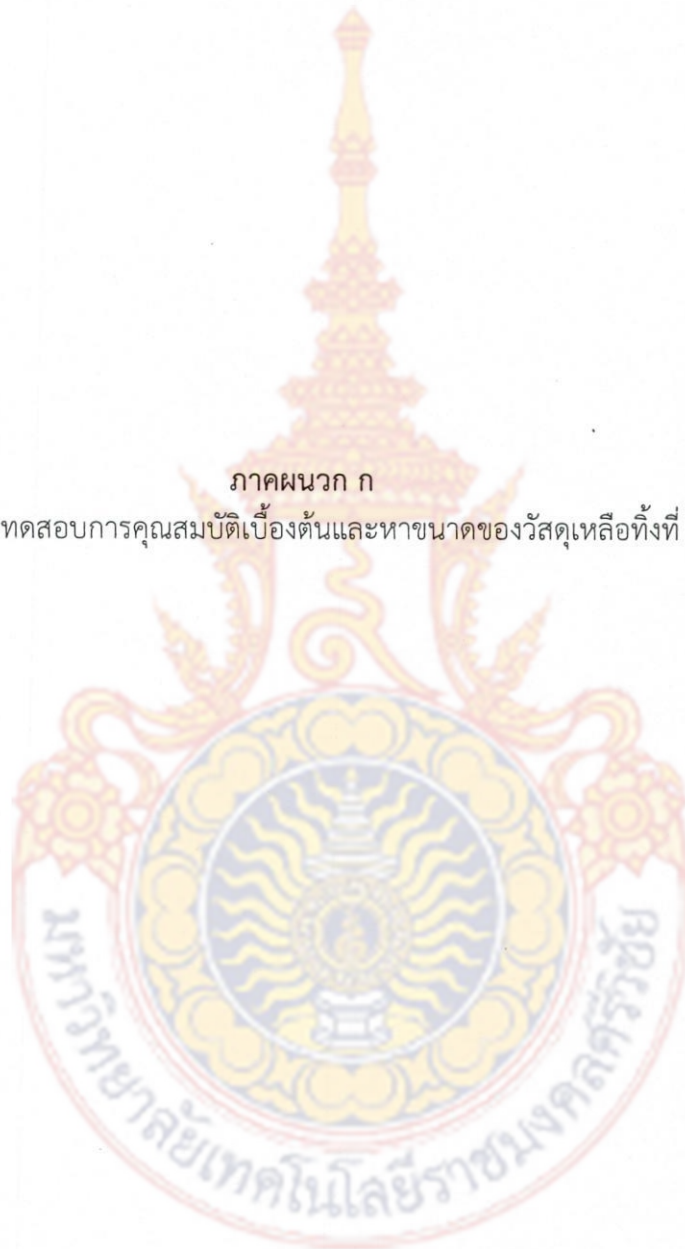 ภาคผนวก ก
ทดสอบการคุณสมบัติเบื้องต้นและหาขนาดของวัสดุเหลือทิ้งที่
มหาวิทยาลัยเทคโนโลยีราชมงคลศรีวิชัย